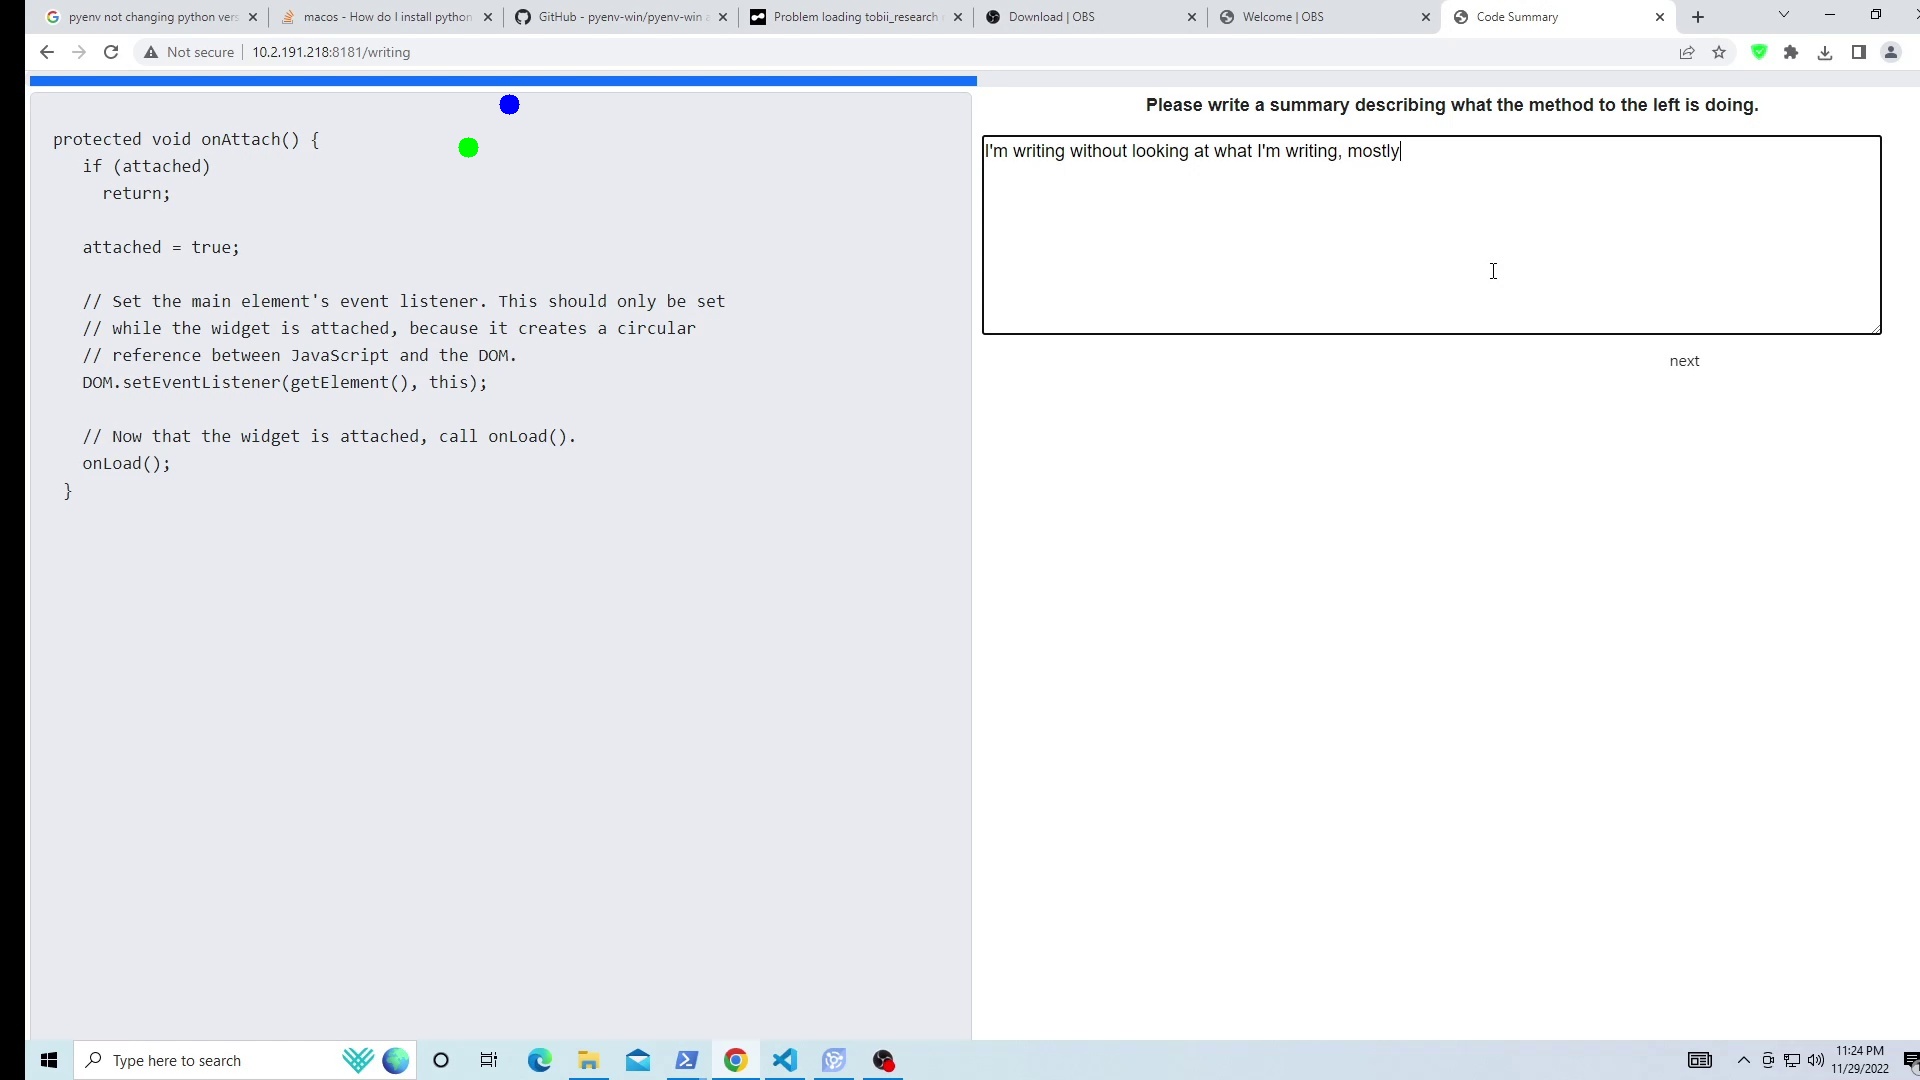 pyenv not changing python vers
macos - How do I install python
GitHub - pyenv-win/pyenv-win a
Problem loading tobii_research
Download | OBS
Welcome | OBS
Code Summary
Not secure
10.2.191.218:8181/writing
protected void onAttach() {
if (attached)
return;
attached = true;
// Set the main element's event listener. This should only be set
// while the widget is attached, because it creates a circular
// reference between JavaScript and the DOM.
DOM.setEventListener(getElement(), this);
// Now that the widget is attached, call onLoad().
onLoad();
}
Please write a summary describing what the method to the left is doing.
I'm writing without looking at what I'm writing, mostly
next
Type here to search
11:24 PM
11/29/2022